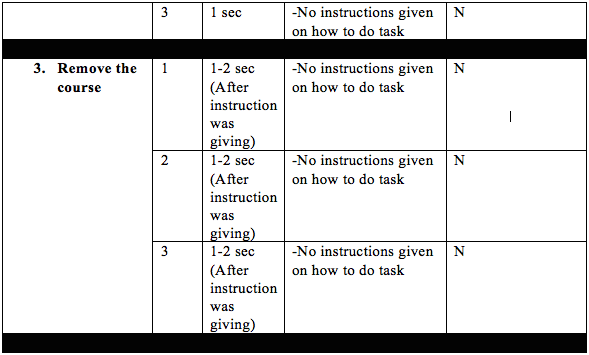 3 1 sec -No instructions given N
on how to do task
3. Remove the 1 1-2 sec -No instructions given N
course (After on how to do task
instruction
was
giving)
2 1-2 sec -No instructions given N
(After on how to do task
instruction
was
giving)
3 1-2 sec -No instructions given N
(After on how to do task
instruction
was
giving)